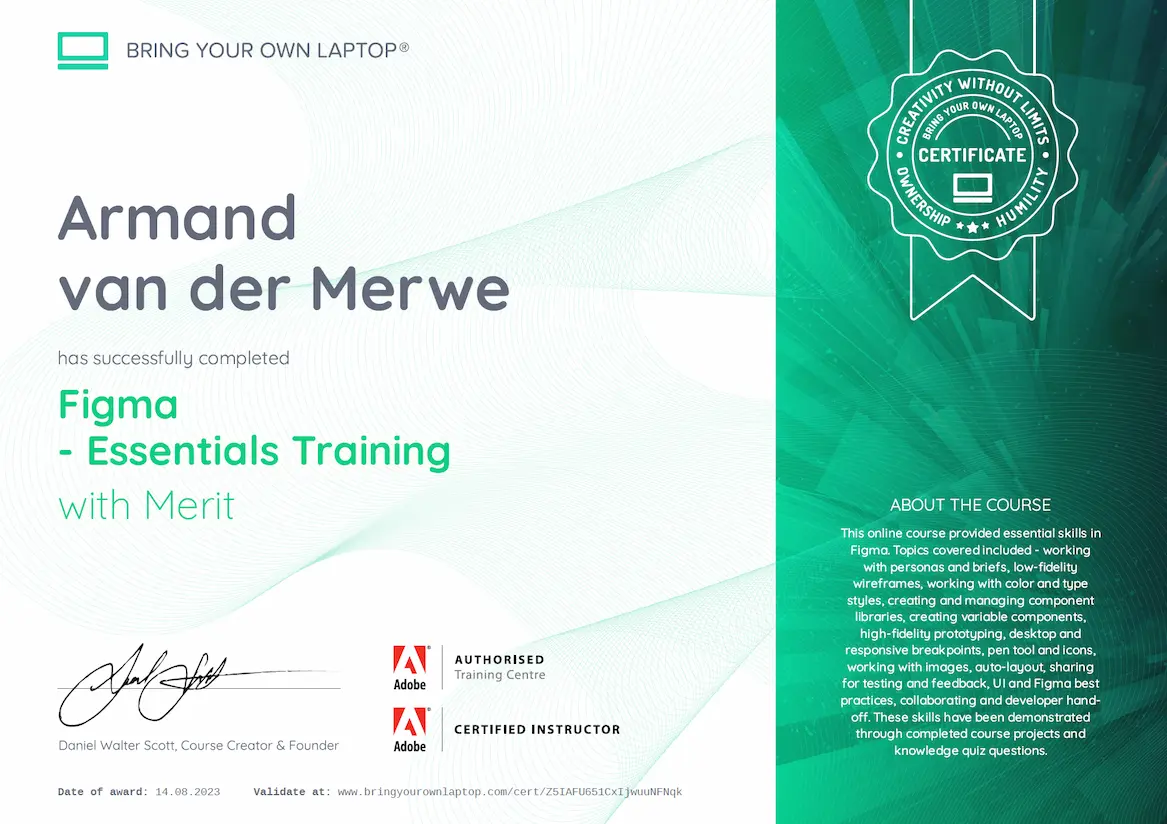 BRING YOUR OWN LAPTOP®
Armand
van der Merwe
has successfully completed
Figma
- Essentials Training
with Merit
Daniel Walter Scott, Course Creator & Founder
Adobe
AUTHORISED
Training Centre
Adobe
CERTIFIED INSTRUCTOR
Date of award: 14.08.2023 Validate at: www.bringyourownlaptop.com/cert/Z5IAFU651CxIjwuuNFNqk
CREATIVITY WITHOUT LIMITS
BRING YOUR OWN LAPTOP
CERTIFICATE
OWNERSHIP
HUMILITY
ABOUT THE COURSE
This online course provided essential skills in
Figma. Topics covered included - working
with personas and briefs, low-fidelity
wireframes, working with color and type
styles, creating and managing component
libraries, creating variable components,
high-fidelity prototyping, desktop and
responsive breakpoints, pen tool and icons,
working with images, auto-layout, sharing
for testing and feedback, UI and Figma best
practices, collaborating and developer hand-
off. These skills have been demonstrated
through completed course projects and
knowledge quiz questions.